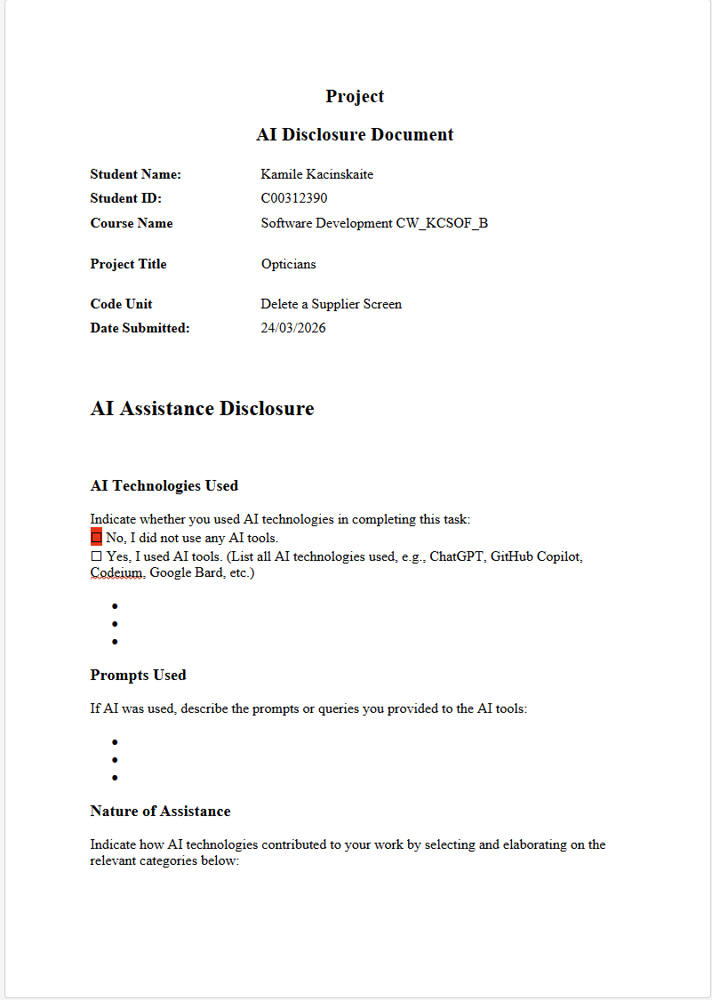 Project
AI Disclosure Document
Student Name: Kamile Kacinskaite
Student ID: C00312390
Course Name Software Development CW_KCSOF_B
Project Title Opticians
Code Unit Delete a Supplier Screen
Date Submitted: 24/03/2026
AI Assistance Disclosure
AI Technologies Used
Indicate whether you used AI technologies in completing this task:
☐ No, I did not use any AI tools.
☐ Yes, I used AI tools. (List all AI technologies used, e.g., ChatGPT, GitHub Copilot,
Codeium, Google Bard, etc.)
•
•
•
Prompts Used
If AI was used, describe the prompts or queries you provided to the AI tools:
•
•
•
Nature of Assistance
Indicate how AI technologies contributed to your work by selecting and elaborating on the
relevant categories below: